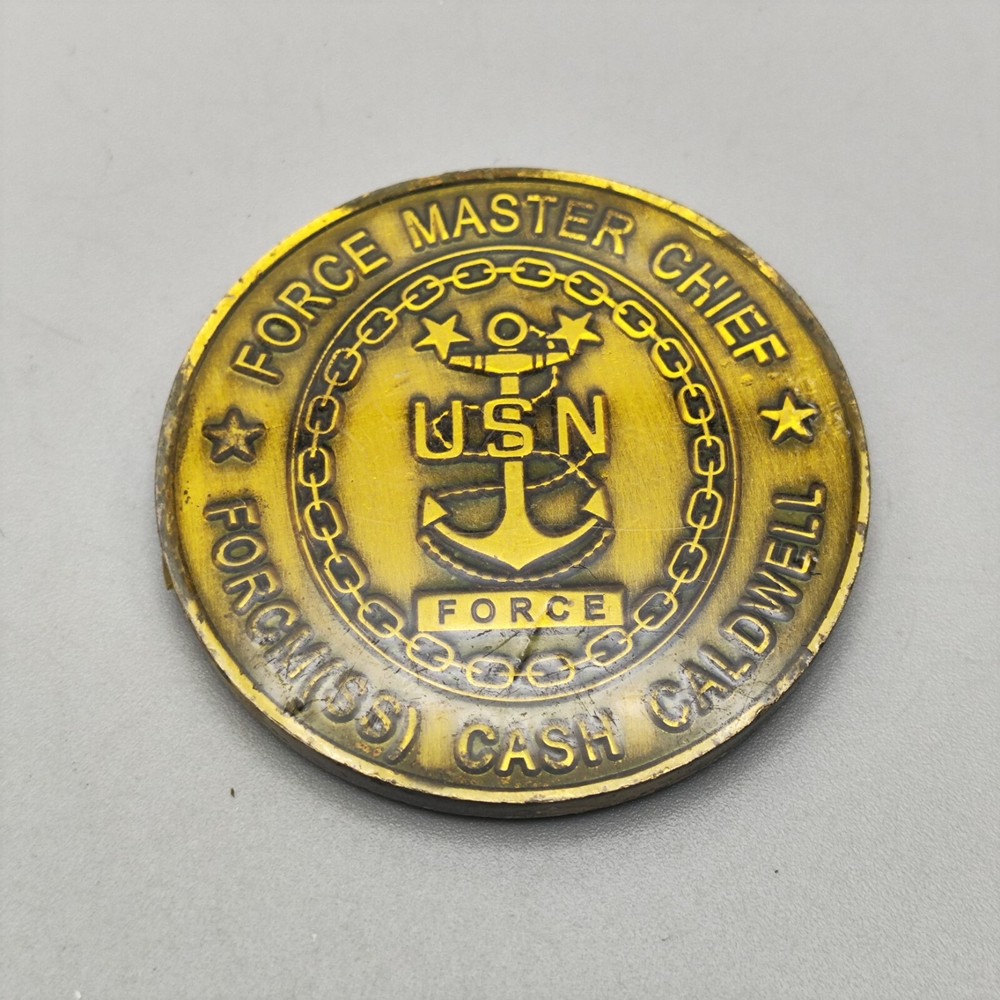 FORCE MASTER CHIEF
USN
FORCE
FORCM(SS) CASH CALDWELL